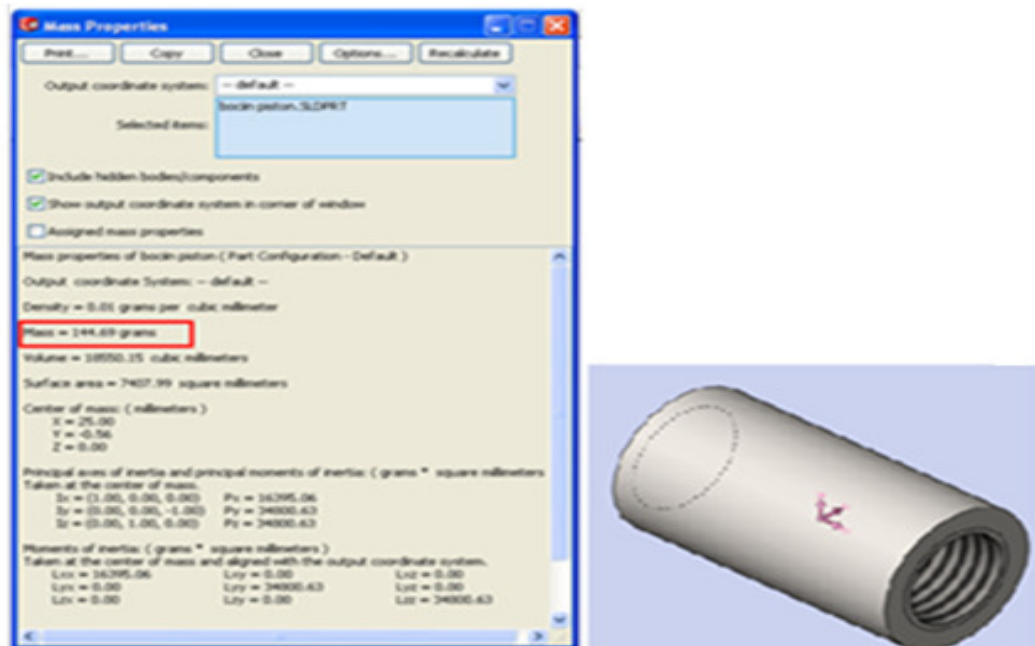 Mass Properties
Print... Copy Close Options... Recalculate
Output coordinate system: -- default --
bocin piston.SLDPRT
Selected items:
Include hidden bodies/components
Show output coordinate system in corner of window
Assigned mass properties
Mass properties of bocin piston ( Part Configuration - Default )
Output coordinate System: -- default --
Density = 0.01 grams per cubic millimeter
Mass = 144.69 grams
Volume = 18550.15 cubic millimeters
Surface area = 7407.99 square millimeters
Center of mass: ( millimeters )
X = 25.00
Y = -0.56
Z = 0.00
Principal axes of inertia and principal moments of inertia: ( grams * square millimeters
Taken at the center of mass.
Ix = (1.00, 0.00, 0.00) Px = 16395.06
Iy = (0.00, 0.00, -1.00) Py = 34800.63
Iz = (0.00, 1.00, 0.00) Pz = 34800.63
Moments of inertia: ( grams * square millimeters )
Taken at the center of mass and aligned with the output coordinate system.
Lxx = 16395.06 Lxy = 0.00 Lxz = 0.00
Lyx = 0.00 Lyy = 34800.63 Lyz = 0.00
Lzx = 0.00 Lzy = 0.00 Lzz = 34800.63